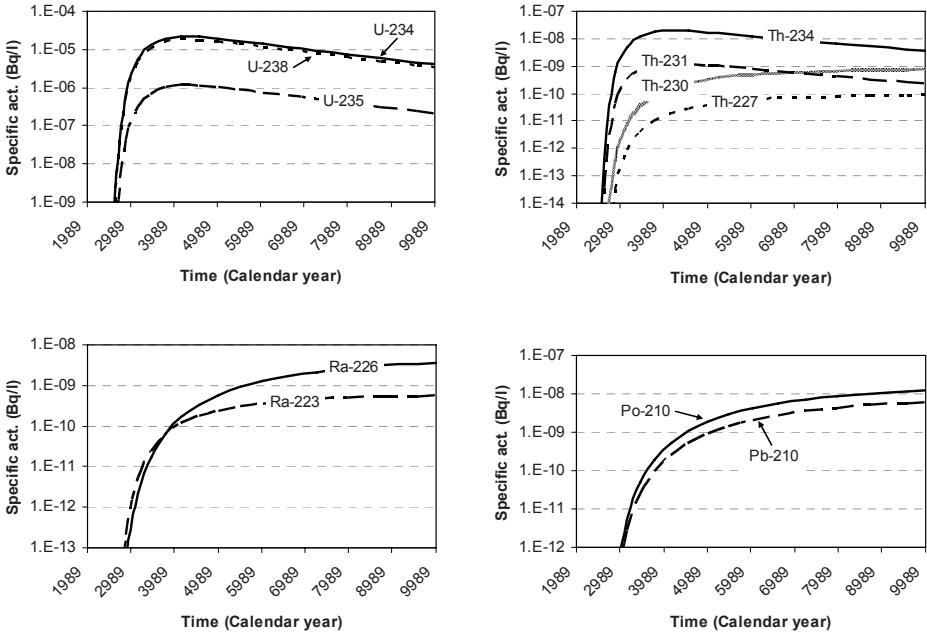 Specific act. (Bq/l)
1.E-04
1.E-05
1.E-06
1.E-07
1.E-08
1.E-09
U-234
U-238
U-235
1989
2989
3989
4989
5989
6989
7989
8989
9989
Time (Calendar year)
Specific act. (Bq/l)
1.E-07
1.E-08
1.E-09
1.E-10
1.E-11
1.E-12
1.E-13
1.E-14
Th-234
Th-231
Th-230
Th-227
1989
2989
3989
4989
5989
6989
7989
8989
9989
Time (Calendar year)
Specific act. (Bq/l)
1.E-08
1.E-09
1.E-10
1.E-11
1.E-12
1.E-13
Ra-226
Ra-223
1989
2989
3989
4989
5989
6989
7989
8989
9989
Time (Calendar year)
Specific act. (Bq/l)
1.E-07
1.E-08
1.E-09
1.E-10
1.E-11
1.E-12
Po-210
Pb-210
1989
2989
3989
4989
5989
6989
7989
8989
9989
Time (Calendar year)